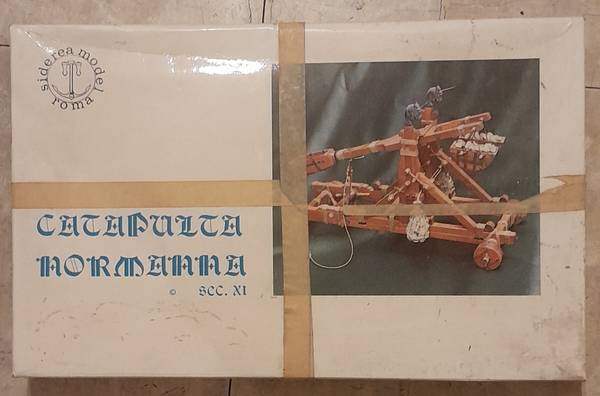 siderea model
roma
CATAPULTA
NORMANNA
© SEC. XI